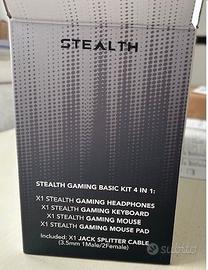 STEALTH
STEALTH GAMING BASIC KIT 4 IN 1:
X1 STEALTH GAMING HEADPHONES
X1 STEALTH GAMING KEYBOARD
X1 STEALTH GAMING MOUSE
X1 STEALTH GAMING MOUSE PAD
Included: X1 JACK SPLITTER CABLE
(3.5mm 1Male/2Female)
subito